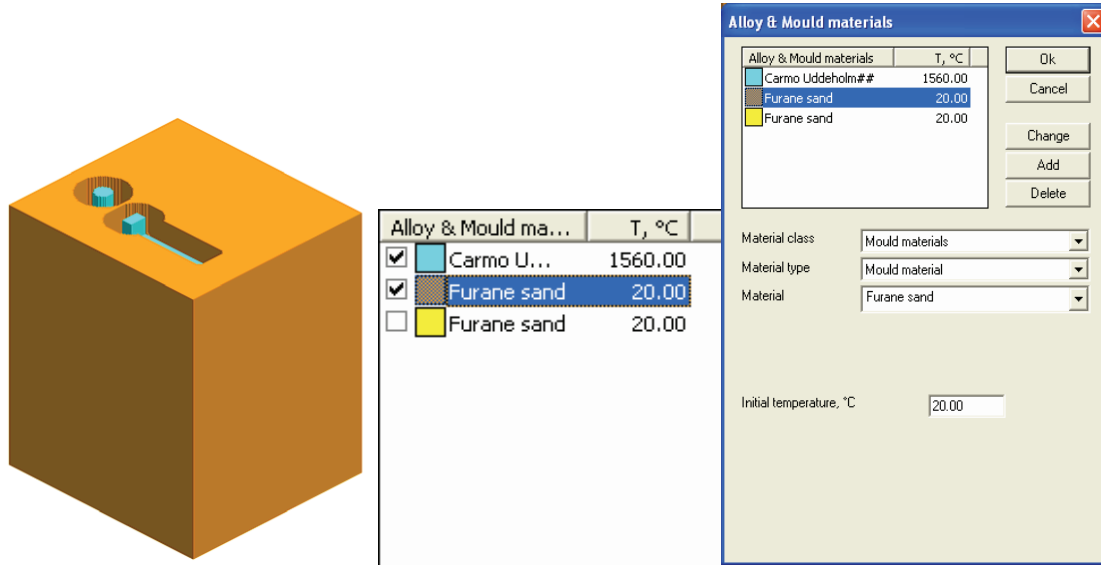 Alloy & Mould ma... T, °C
Carmo U... 1560.00
Furane sand 20.00
Furane sand 20.00
Alloy & Mould materials
Alloy & Mould materials T, °C
Carmo Uddeholm## 1560.00
Furane sand 20.00
Furane sand 20.00
Ok
Cancel
Change
Add
Delete
Material class Mould materials
Material type Mould material
Material Furane sand
Initial temperature, °C 20.00